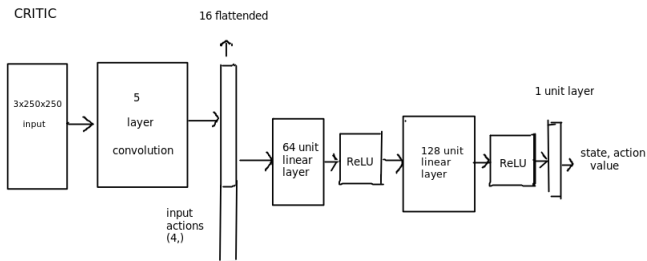 CRITIC
16 flattended
3x250x250
input
5
layer
convolution
input
actions
(4,)
64 unit
linear
layer
ReLU
128 unit
linear
layer
ReLU
1 unit layer
state, action
value